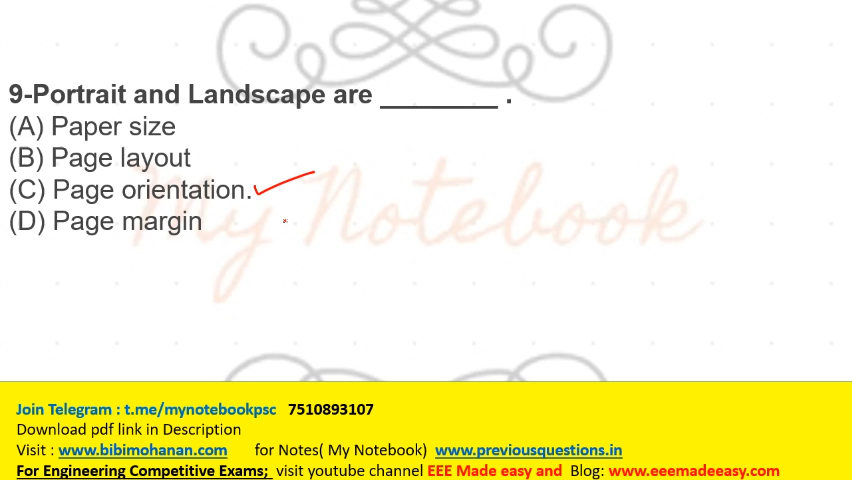 9-Portrait and Landscape are ________ .
(A) Paper size
(B) Page layout
(C) Page orientation.
(D) Page margin
My Notebook
Join Telegram : t.me/mynotebookpsc 7510893107
Download pdf link in Description
Visit : www.bibimohanan.com for Notes( My Notebook) www.previousquestions.in
For Engineering Competitive Exams; visit youtube channel EEE Made easy and Blog: www.eeemadeeasy.com